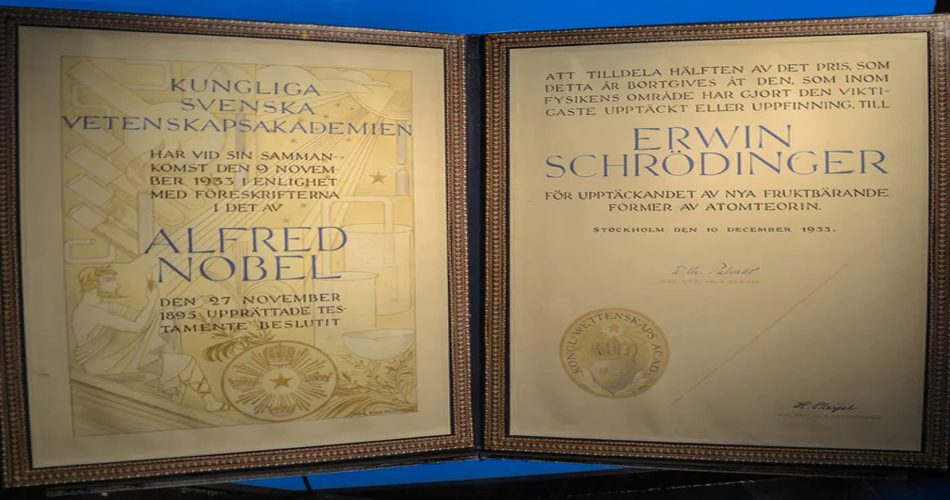 KUNGLIGA
SVENSKA
VETENSKAPSAKADEMIEN
HAR VID SIN SAMMAN-
KOMST DEN 9 NOVEM-
BER 1933 I ENLIGHET
MED FÖRESKRIFTERNA
I DET AV
ALFRED
NOBEL
DEN 27 NOVEMBER
1895 UPPRÄTTADE TES-
TAMENTE BESLUTIT
ATT TILLDELA HÄLFTEN AV DET PRIS, SOM
DETTA ÅR BORTGIVES ÅT DEN, SOM INOM
FYSIKENS OMRÅDE HAR GJORT DEN VIKTI-
GASTE UPPTÄCKT ELLER UPPFINNING, TILL
ERWIN
SCHRÖDINGER
FÖR UPPTÄCKANDET AV NYA FRUKTBÄRANDE
FORMER AV ATOMTEORIN.
STOCKHOLM DEN 10 DECEMBER 1933.
KONGL. WETTENSKAPS ACAD.
H. Pleijel